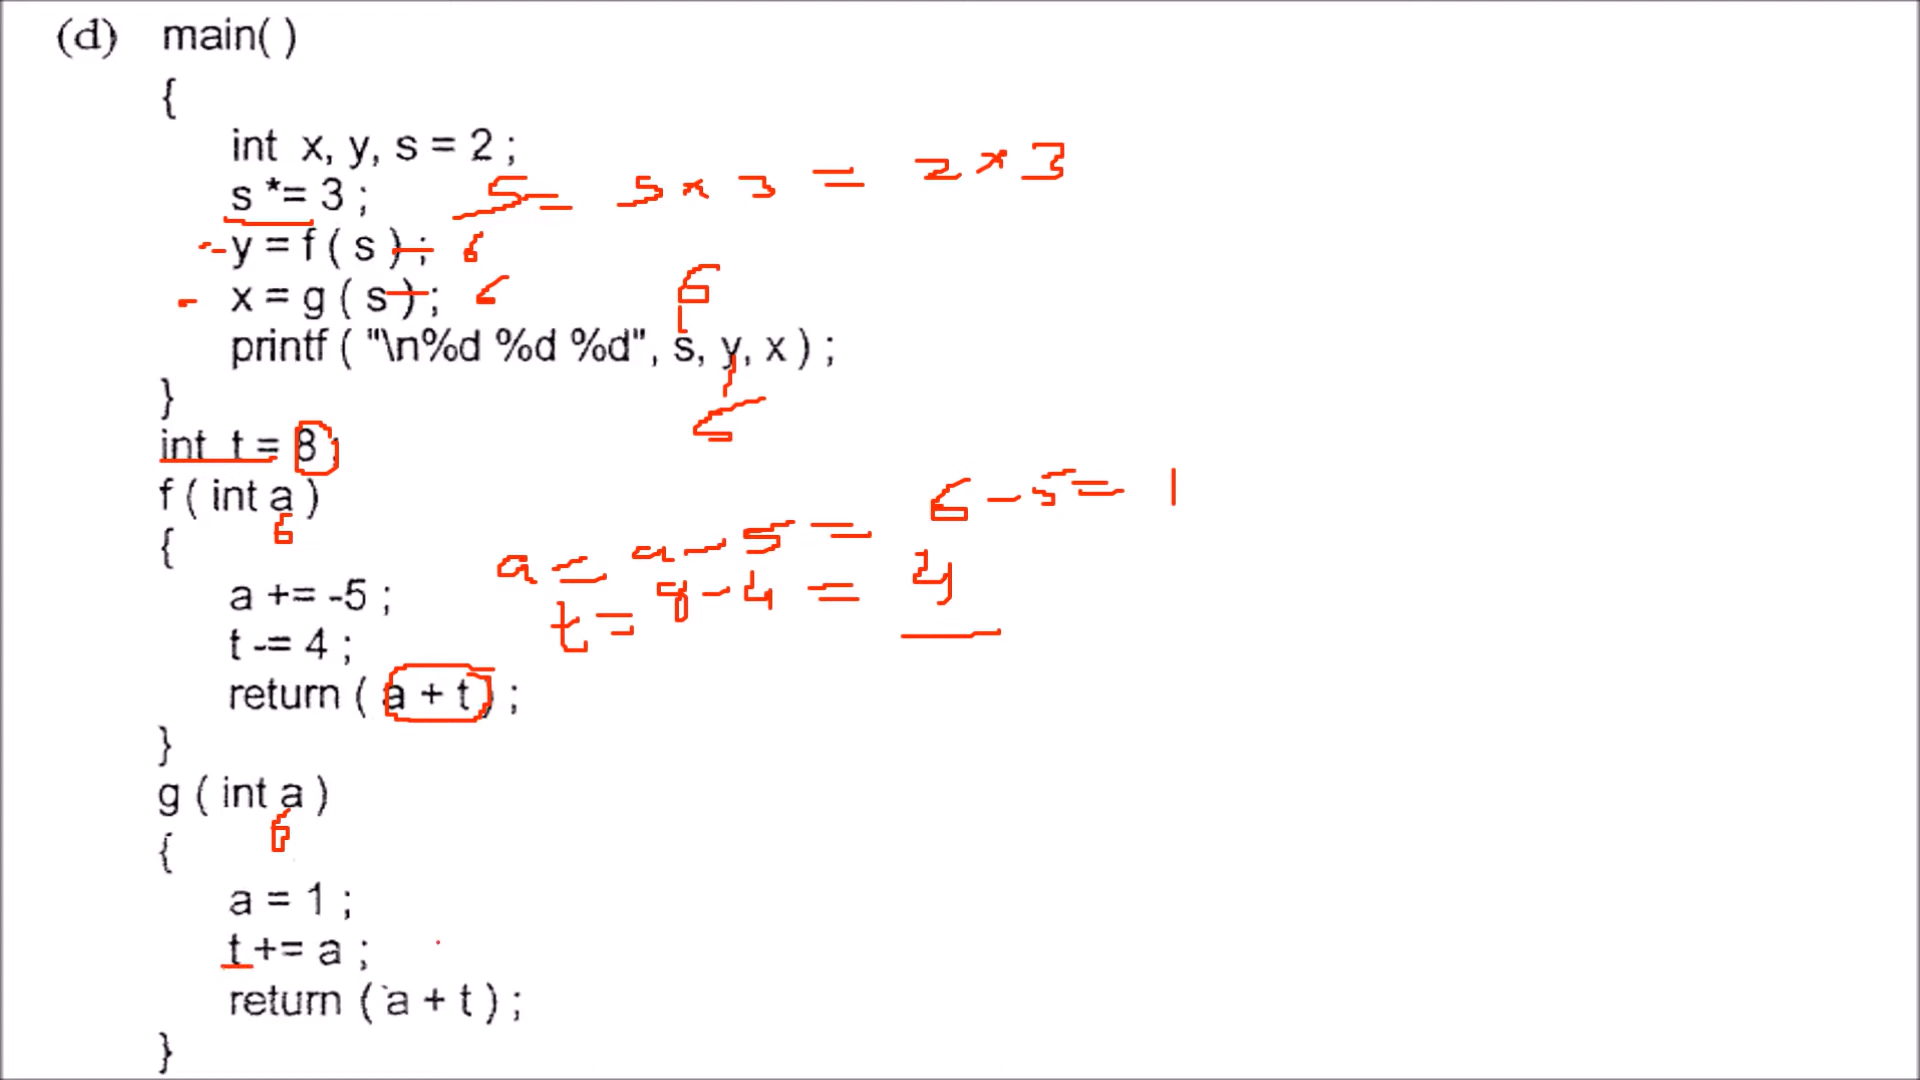 (d) main( )
{
int x, y, s = 2 ;
s *= 3 ; S = S x 3 = 2 x 3
y = f ( s ) ; 6
x = g ( s ) ; 6
6
printf ( "\n%d %d %d", s, y, x ) ;
}
int t = 8 ;
f ( int a )
6
{
a = a - 5 = 6 - 5 = 1
a += -5 ;
t = 8 - 4 = 4
t -= 4 ;
return ( a + t ) ;
}
g ( int a )
6
{
a = 1 ;
t += a ;
return ( a + t ) ;
}